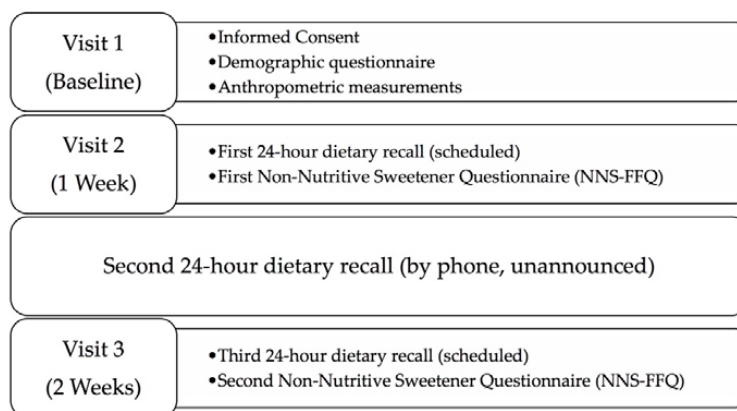 Visit 1
(Baseline)
•Informed Consent
•Demographic questionnaire
•Anthropometric measurements
Visit 2
(1 Week)
•First 24-hour dietary recall (scheduled)
•First Non-Nutritive Sweetener Questionnaire (NNS-FFQ)
Second 24-hour dietary recall (by phone, unannounced)
Visit 3
(2 Weeks)
•Third 24-hour dietary recall (scheduled)
•Second Non-Nutritive Sweetener Questionnaire (NNS-FFQ)